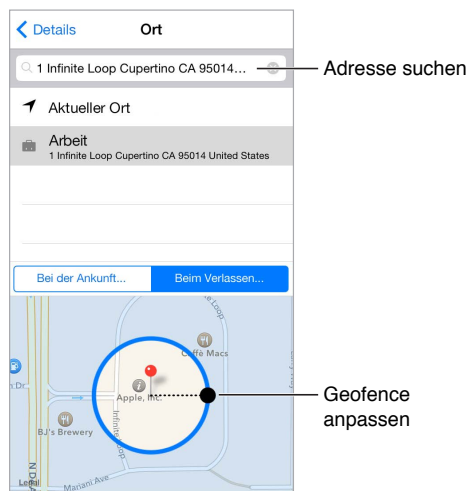 Details
Ort
1 Infinite Loop Cupertino CA 95014...
Adresse suchen
Aktueller Ort
Arbeit
1 Infinite Loop Cupertino CA 95014 United States
Bei der Ankunft...
Beim Verlassen...
Caffè Macs
Apple, Inc.
Geofence
anpassen
BJ's Brewery
Infinite Loop
Mariani Ave
Legal